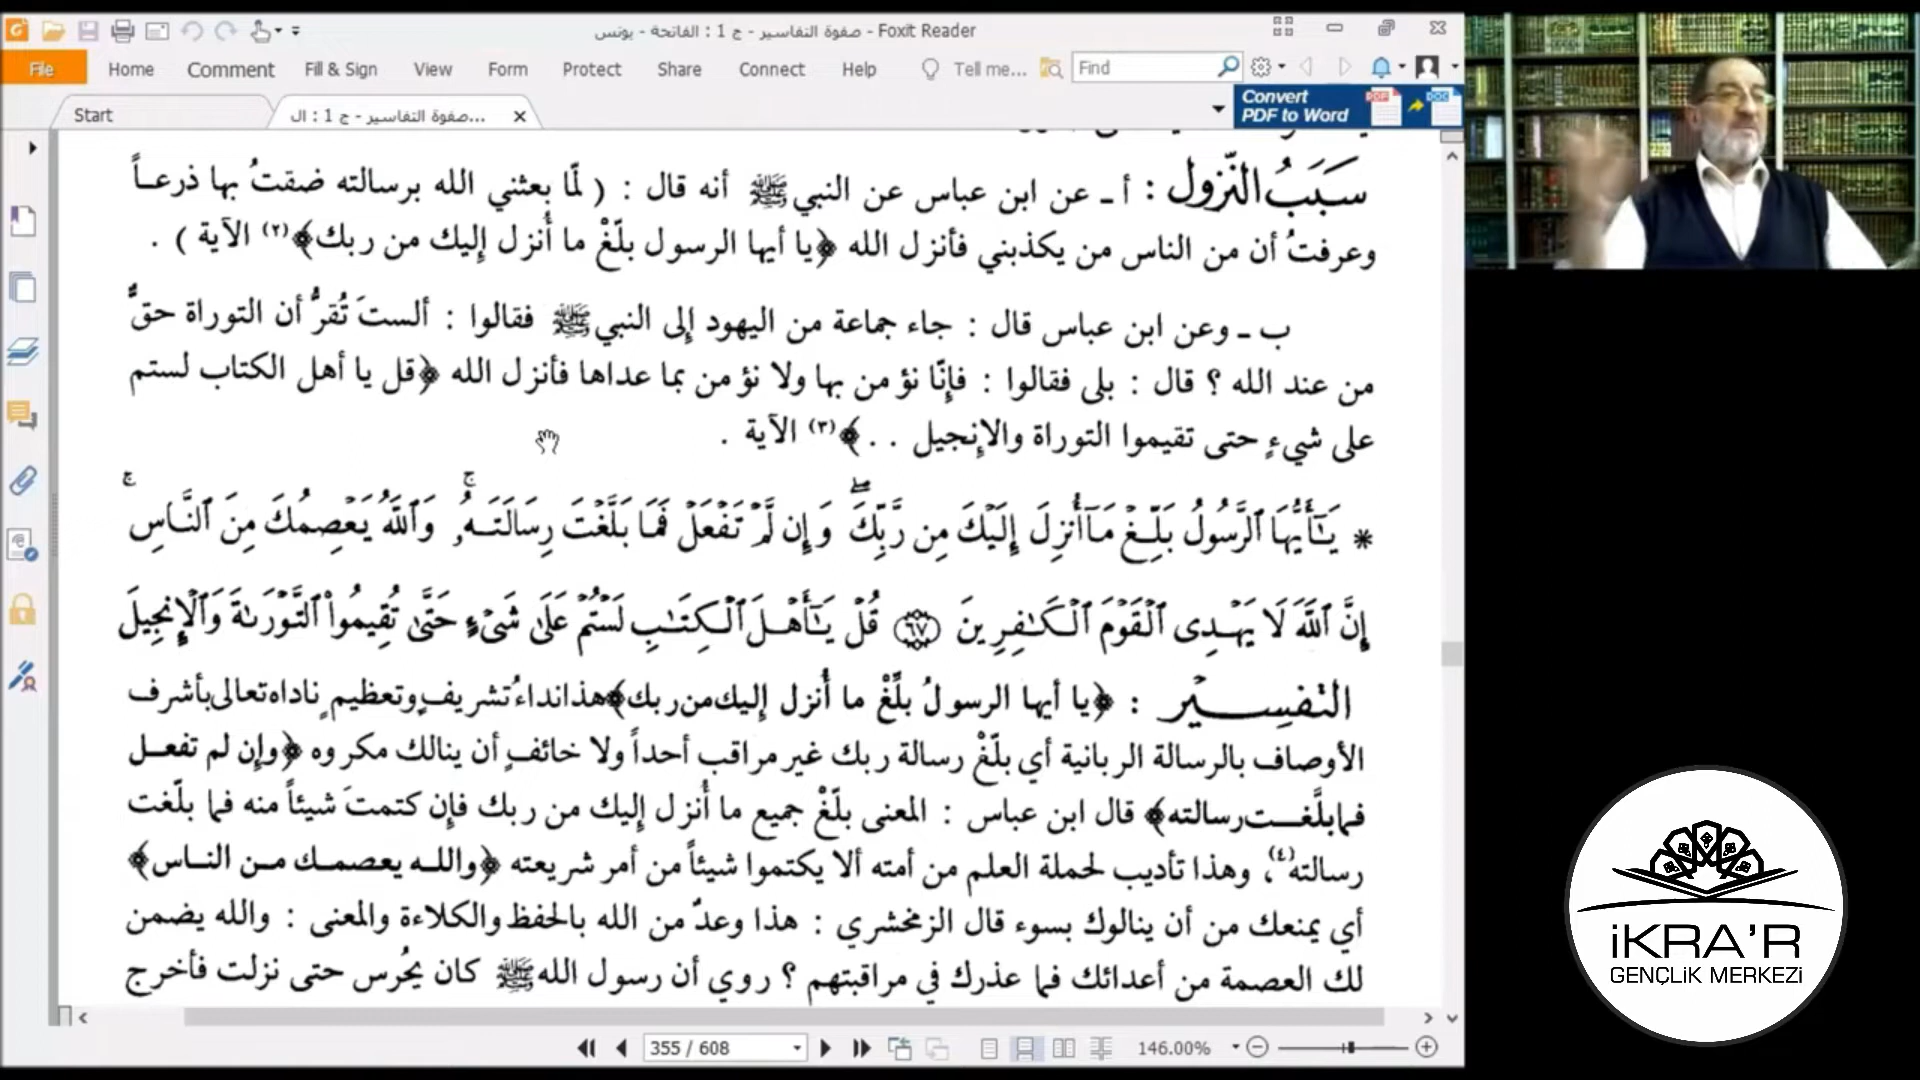 صفوة التفاسير - ج 1 : الفاتحة - يونس - Foxit Reader
File Home Comment Fill & Sign View Form Protect Share Connect Help Tell me... Find
Start صفوة التفاسير - ج 1 : ال... Convert
PDF to Word
سَبَبُ النّزول : أ ـ عن ابن عباس عن النبي ﷺ أنه قال : ( لمّا بعثني الله برسالته ضقتُ بها ذرعاً
وعرفتُ أن من الناس من يكذبني فأنزل الله ﴿يا أيها الرسول بلّغْ ما أُنزل إليك من ربك﴾(٢) الآية ) .
ب ـ وعن ابن عباس قال : جاء جماعة من اليهود إلى النبي ﷺ فقالوا : ألستَ تُقرُّ أن التوراة حقٌّ
من عند الله ؟ قال : بلى فقالوا : فإنّا نؤمن بها ولا نؤمن بما عداها فأنزل الله ﴿قل يا أهل الكتاب لستم
على شيءٍ حتى تقيموا التوراة والإنجيل . . ﴾(٣) الآية .
* يَـٰٓأَيُّهَا ٱلرَّسُولُ بَلِّغْ مَآ أُنزِلَ إِلَيْكَ مِن رَّبِّكَ ۖ وَإِن لَّمْ تَفْعَلْ فَمَا بَلَّغْتَ رِسَالَتَهُۥ ۚ وَٱللَّهُ يَعْصِمُكَ مِنَ ٱلنَّاسِ ۚ
إِنَّ ٱللَّهَ لَا يَهْدِى ٱلْقَوْمَ ٱلْكَـٰفِرِينَ ٦٧ قُلْ يَـٰٓأَهْلَ ٱلْكِتَـٰبِ لَسْتُمْ عَلَىٰ شَىْءٍ حَتَّىٰ تُقِيمُوا۟ ٱلتَّوْرَىٰةَ وَٱلْإِنجِيلَ
التفسِير : ﴿يا أيها الرسولُ بلِّغْ ما أُنزل إليك من ربك﴾ هذا نداءُ تشريفٍ وتعظيمٍ ناداه تعالى بأشرف
الأوصاف بالرسالة الربانية أي بلّغْ رسالة ربك غير مراقب أحداً ولا خائفٍ أن ينالك مكروه ﴿وإن لم تفعل
فما بلَّغت رسالته﴾ قال ابن عباس : المعنى بلّغْ جميع ما أُنزل إليك من ربك فإن كتمتَ شيئاً منه فما بلّغت
رسالته(٤)، وهذا تأديب لحملة العلم من أمته ألا يكتموا شيئاً من أمر شريعته ﴿والله يعصمك من الناس﴾
أي يمنعك من أن ينالوك بسوء قال الزمخشري : هذا وعدٌ من الله بالحفظ والكلاءة والمعنى : والله يضمن
لك العصمة من أعدائك فما عذرك في مراقبتهم ؟ روي أن رسول الله ﷺ كان يُحرس حتى نزلت فأخرج
355 / 608 146.00%
iKRA'R
GENÇLiK MERKEZi